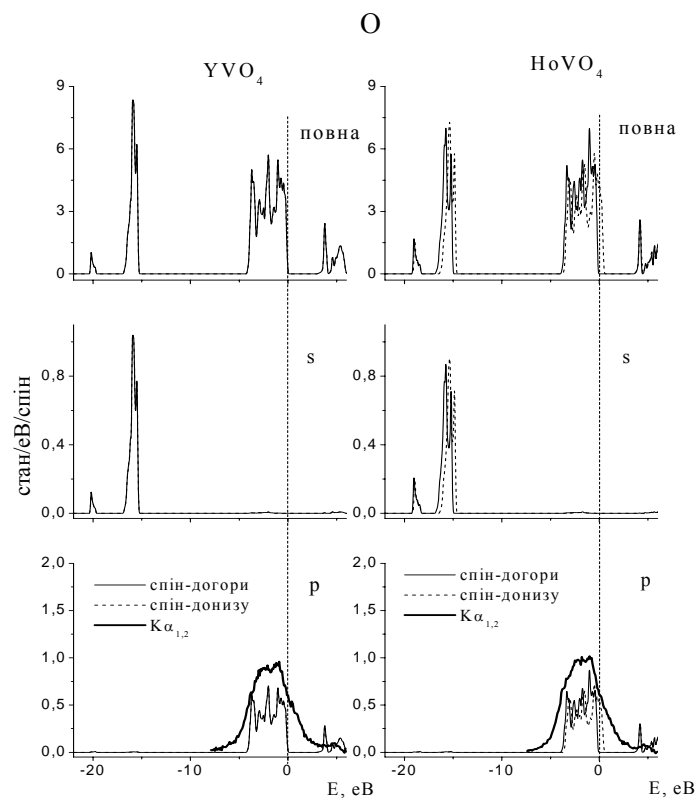 O
YVO₄
HoVO₄
9
6
3
0
повна
повна
стан/еВ/спін
0,8
0,4
0,0
s
s
2,0
1,5
1,0
0,5
0,0
спін-догори
спін-донизу
Kα₁,₂
p
спін-догори
спін-донизу
Kα₁,₂
p
-20
-10
0
-20
-10
0
E, еВ
E, еВ